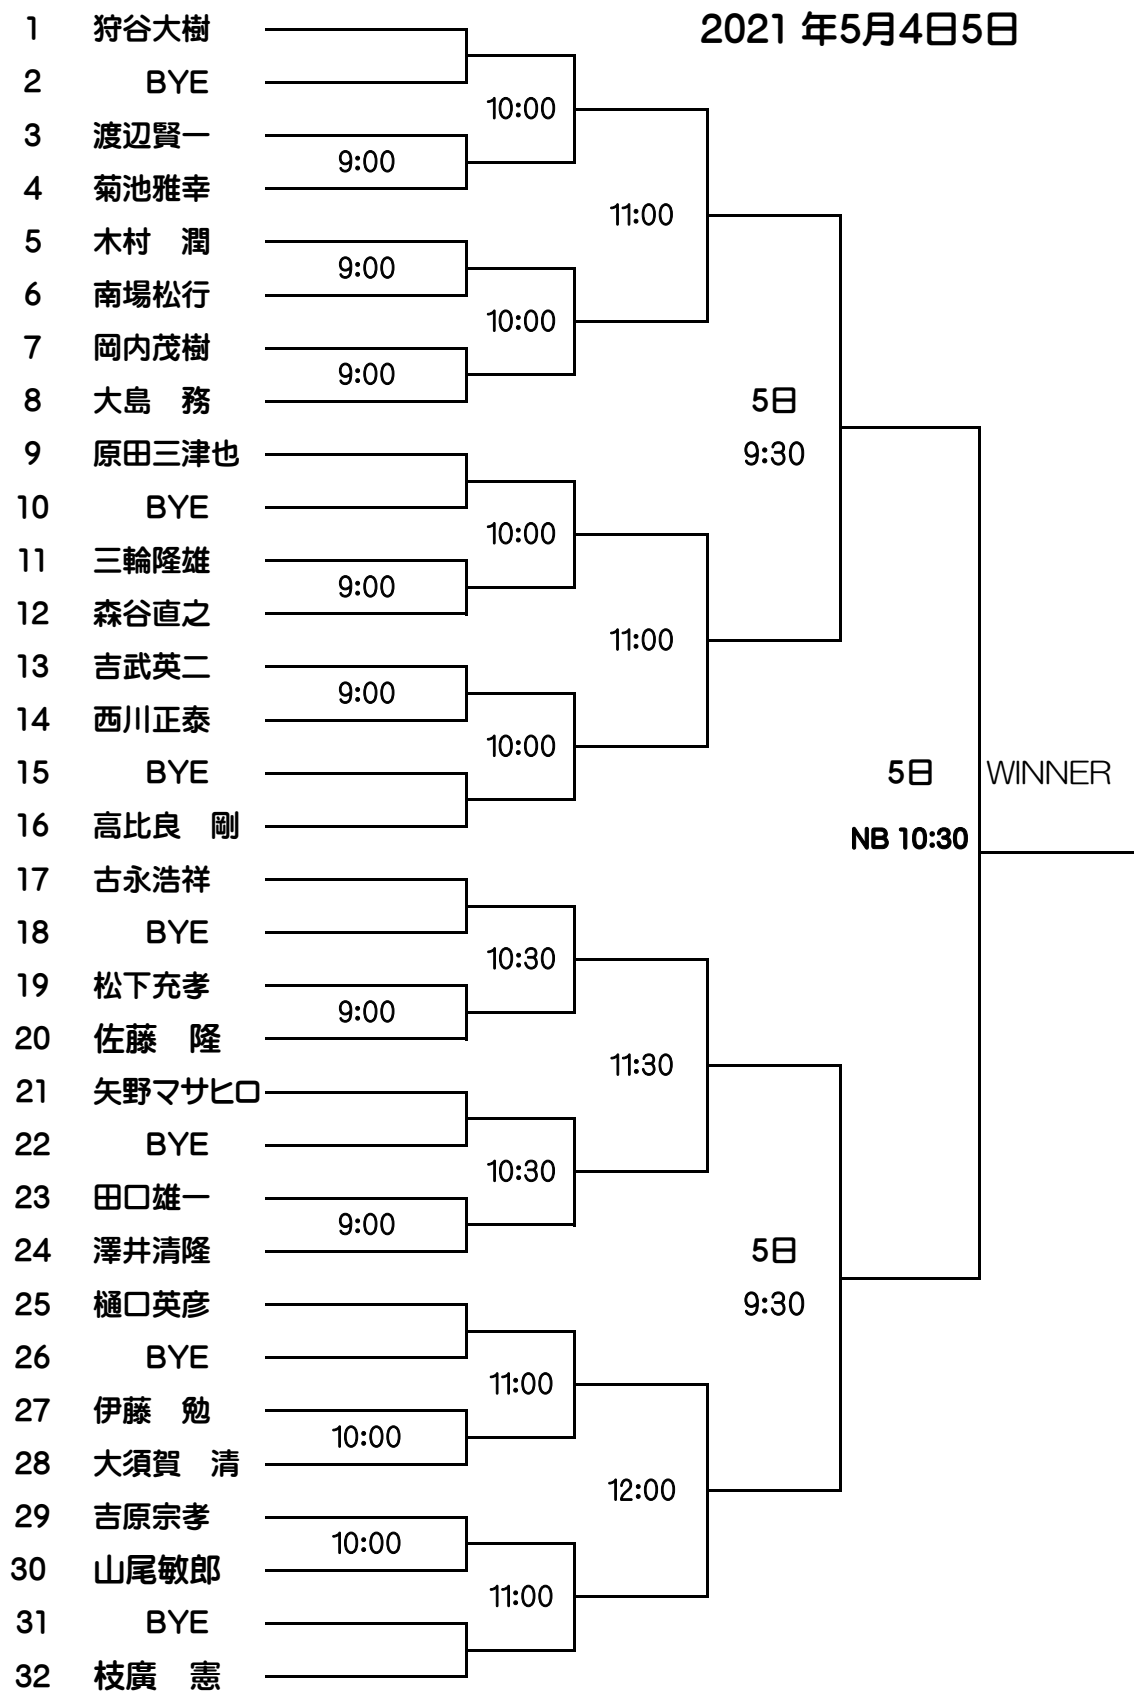 2021 年5月4日5日
1 狩谷大樹
2 BYE
10:00
3 渡辺賢一
9:00
4 菊池雅幸
11:00
5 木村 潤
9:00
6 南場松行
10:00
7 岡内茂樹
9:00
8 大島 務
5日
9:30
9 原田三津也
10 BYE
10:00
11 三輪隆雄
9:00
12 森谷直之
11:00
13 吉武英二
9:00
14 西川正泰
10:00
15 BYE
5日 WINNER
16 高比良 剛
NB 10:30
17 古永浩祥
18 BYE
10:30
19 松下充孝
9:00
20 佐藤 隆
11:30
21 矢野マサヒロ
22 BYE
10:30
23 田口雄一
9:00
24 澤井清隆
5日
9:30
25 樋口英彦
26 BYE
11:00
27 伊藤 勉
10:00
28 大須賀 清
12:00
29 吉原宗孝
10:00
30 山尾敏郎
11:00
31 BYE
32 枝廣 憲